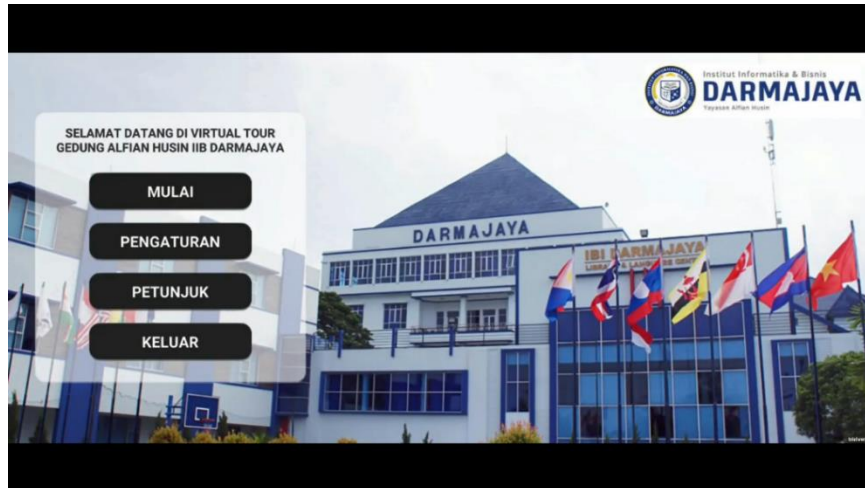 Institut Informatika & Bisnis
DARMAJAYA
Yayasan Alfian Husin
SELAMAT DATANG DI VIRTUAL TOUR
GEDUNG ALFIAN HUSIN IIB DARMAJAYA
MULAI
PENGATURAN
PETUNJUK
KELUAR
DARMAJAYA
IBI DARMAJAYA